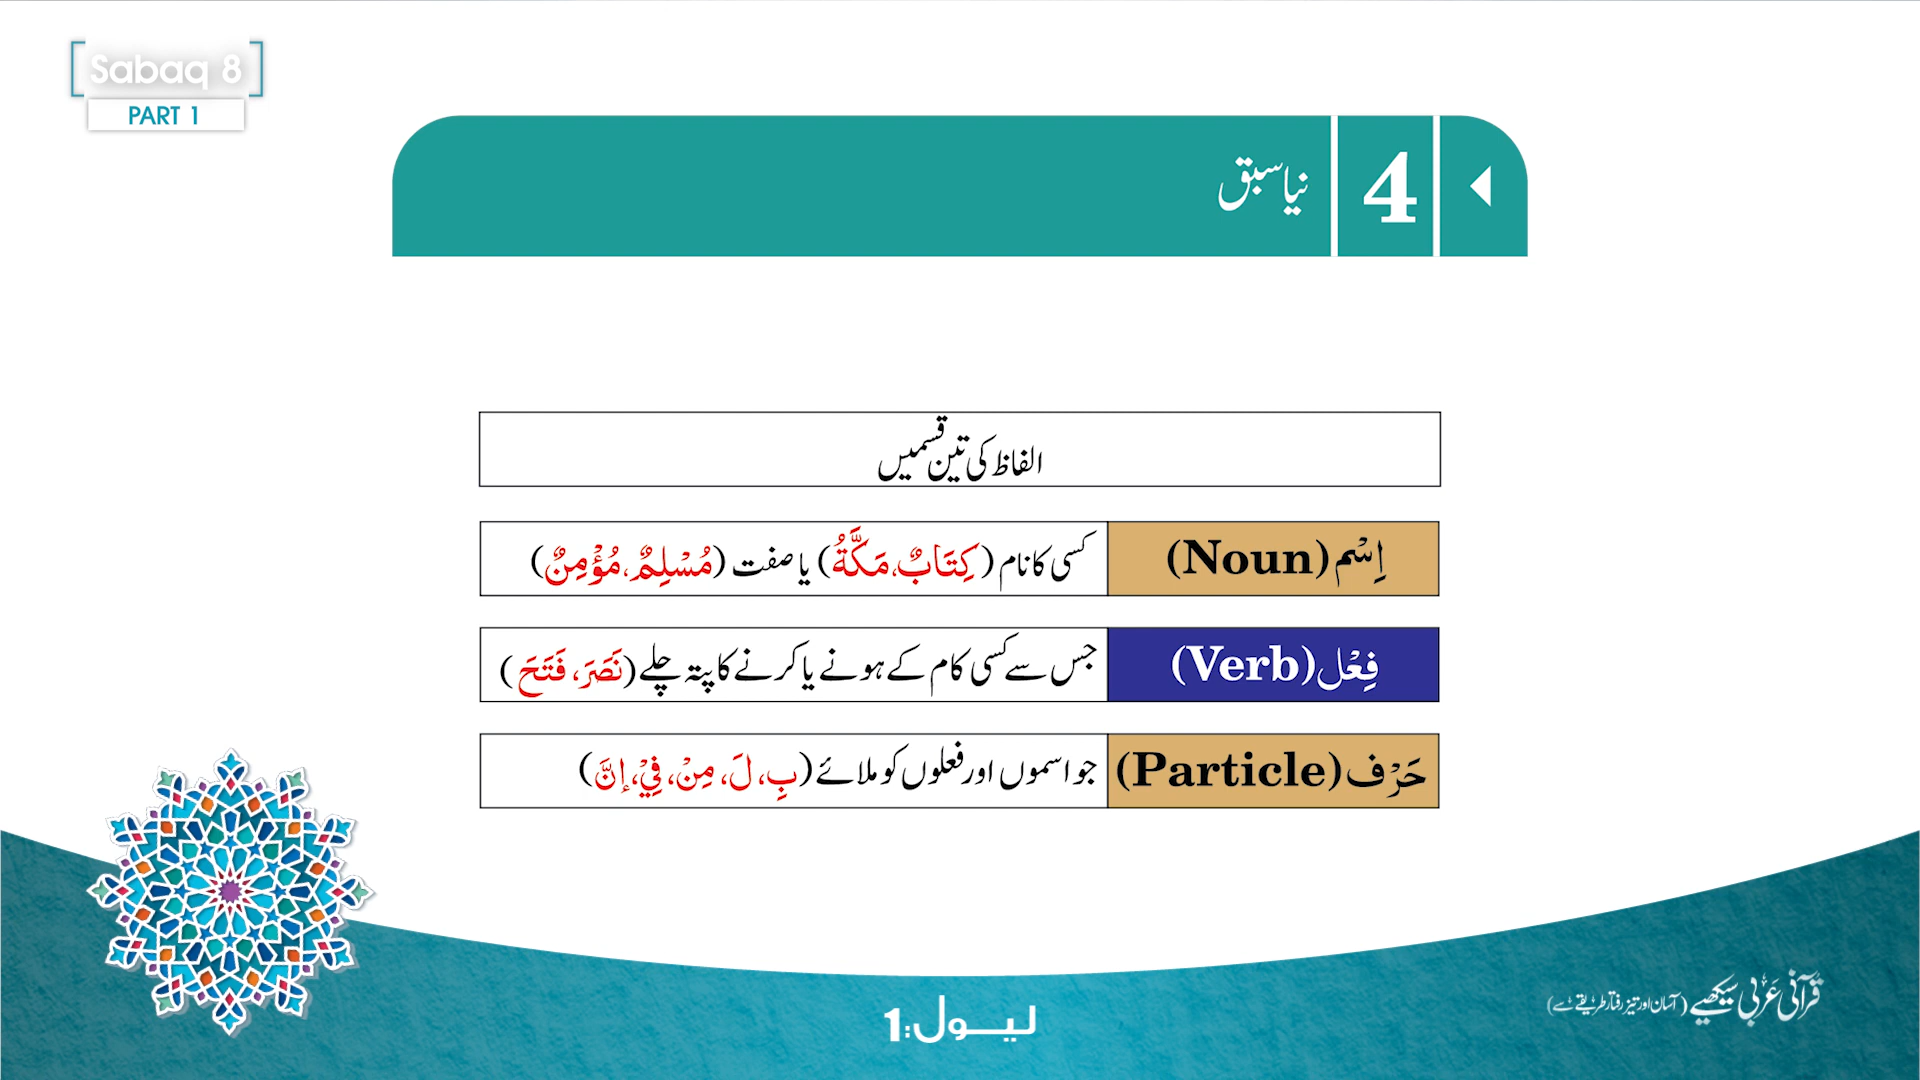 Sabaq 8
PART 1
4 نیا سبق
الفاظ کی تین قسمیں
اِسْم (Noun) کسی کا نام (كِتَابٌ، مَكَّةُ) یا صفت (مُسْلِمٌ، مُؤْمِنٌ)
فِعْل (Verb) جس سے کسی کام کے ہونے یا کرنے کا پتہ چلے (نَصَرَ، فَتَحَ)
حَرْف (Particle) جو اسموں اور فعلوں کو ملائے (بِ، لَ، مِنْ، فِيْ، إنَّ)
لیول: 1
قرآنی عَربی سیکھیے (آسان اور تیز رفتار طریقے سے)